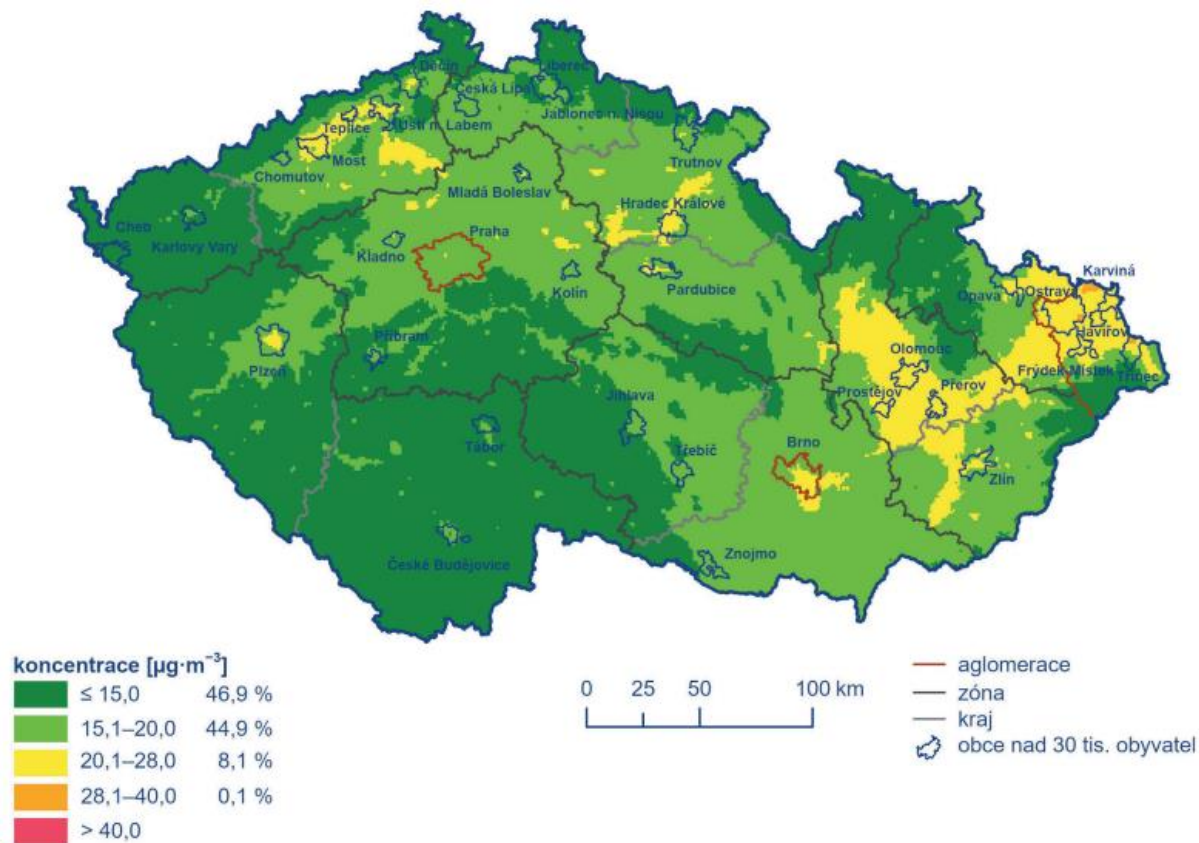 Děčín
Liberec
Česká Lípa
Jablonec n. Nisou
Teplice
Ústí n. Labem
Most
Chomutov
Trutnov
Mladá Boleslav
Hradec Králové
Cheb
Karlovy Vary
Praha
Kladno
Kolín
Pardubice
Karviná
Opava
Ostrava
Havířov
Příbram
Plzeň
Olomouc
Frýdek-Místek
Třinec
Prostějov
Přerov
Jihlava
Tábor
Třebíč
Brno
Zlín
České Budějovice
Znojmo
koncentrace [µg·m⁻³]
≤ 15,0 46,9 %
15,1–20,0 44,9 %
20,1–28,0 8,1 %
28,1–40,0 0,1 %
> 40,0
0 25 50 100 km
aglomerace
zóna
kraj
obce nad 30 tis. obyvatel